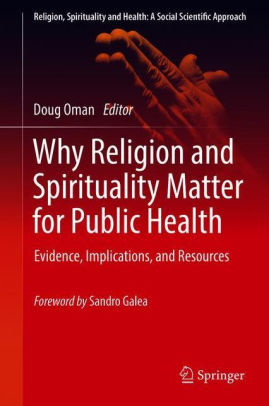 Religion, Spirituality and Health: A Social Scientific Approach
Doug Oman Editor
Why Religion and
Spirituality Matter
for Public Health
Evidence, Implications, and Resources
Foreword by Sandro Galea
Springer